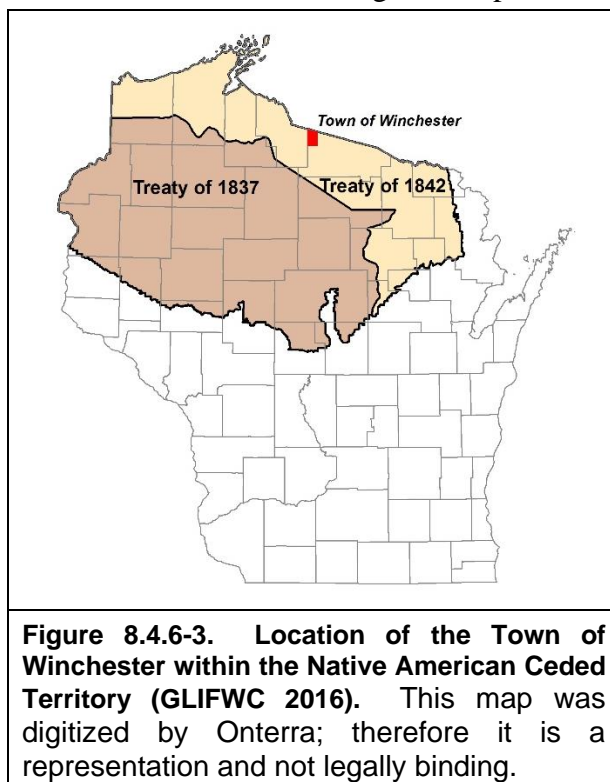 Town of Winchester
Treaty of 1837
Treaty of 1842
Figure 8.4.6-3. Location of the Town of
Winchester within the Native American Ceded
Territory (GLIFWC 2016). This map was
digitized by Onterra; therefore it is a
representation and not legally binding.